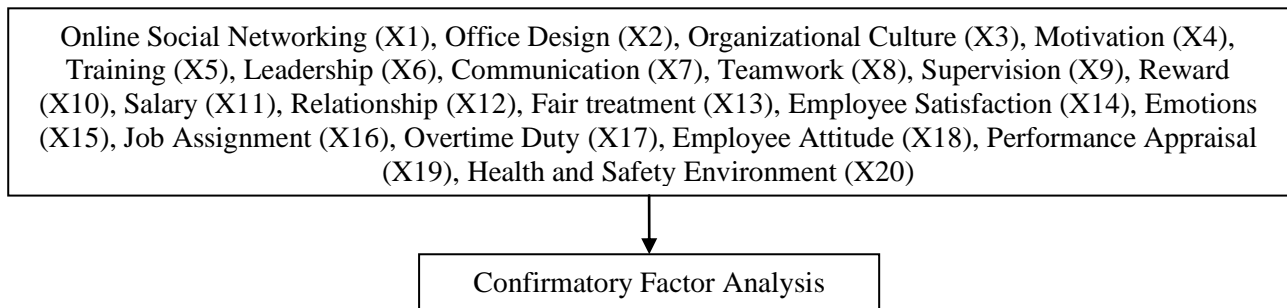 Online Social Networking (X1), Office Design (X2), Organizational Culture (X3), Motivation (X4),
Training (X5), Leadership (X6), Communication (X7), Teamwork (X8), Supervision (X9), Reward
(X10), Salary (X11), Relationship (X12), Fair treatment (X13), Employee Satisfaction (X14), Emotions
(X15), Job Assignment (X16), Overtime Duty (X17), Employee Attitude (X18), Performance Appraisal
(X19), Health and Safety Environment (X20)
Confirmatory Factor Analysis